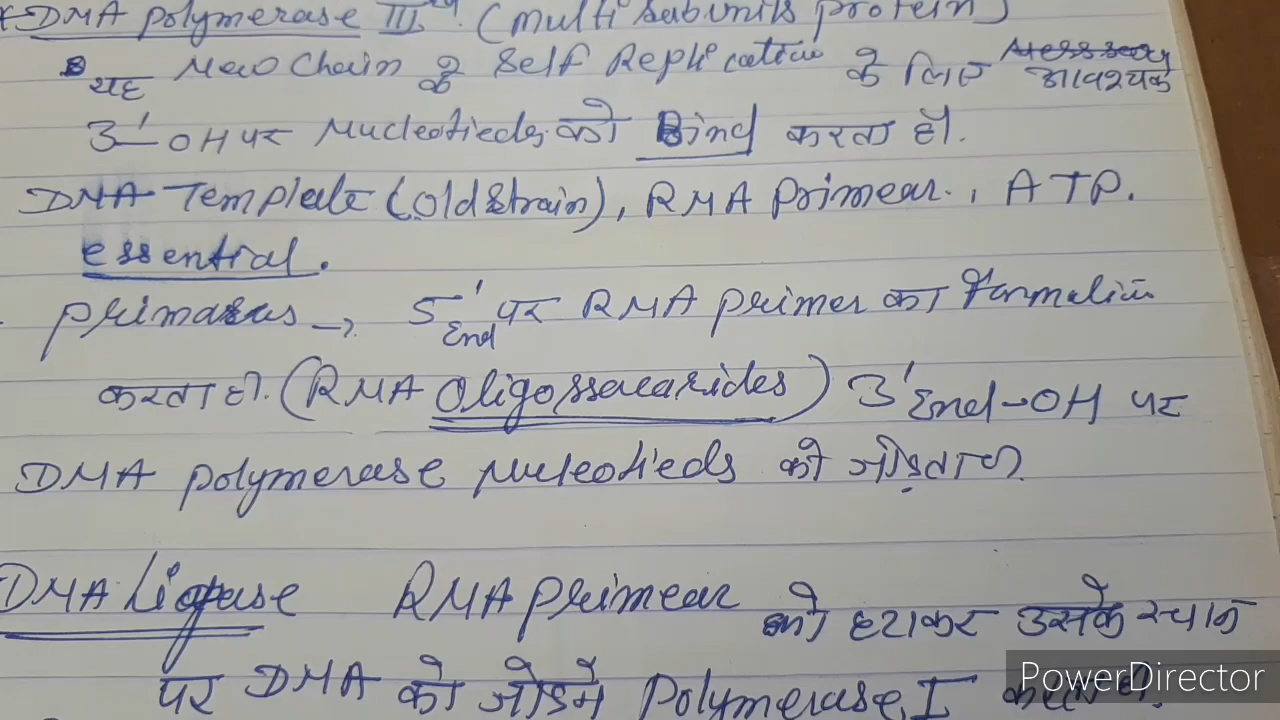 * DNA polymerase III (multi subunits protein)
यह New Chain के Self Replication के लिए आवश्यक
3' OH पर Nucleotieds को Bind करता है.
DNA Template (Old strain), RNA Primear., ATP.
essential.
primases → 5' End पर RNA primer का Formation
करता है. (RNA Oligossacarides) 3' End-OH पर
DNA polymerase Nucleotieds को जोड़ता है
DNA Ligase RNA primear को हटाकर उसके स्थान
पर DNA को जोड़ने Polymerase I
PowerDirector